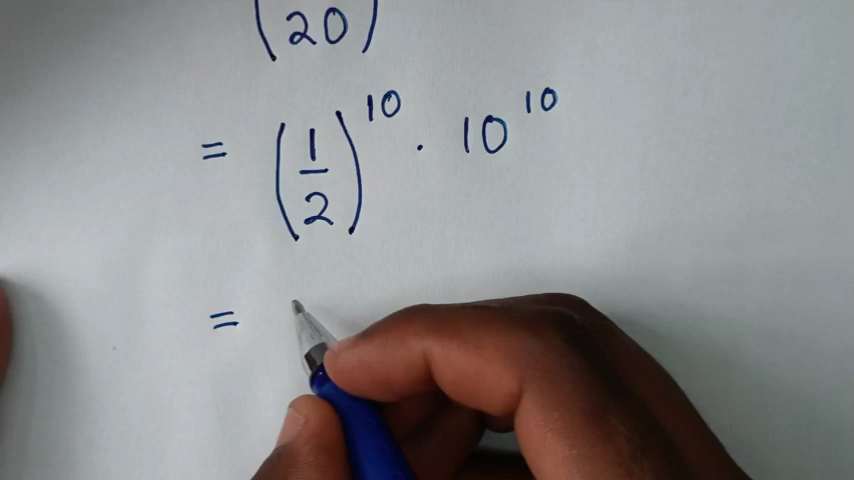 (20)
= (1/2)^10 · 10^10
=